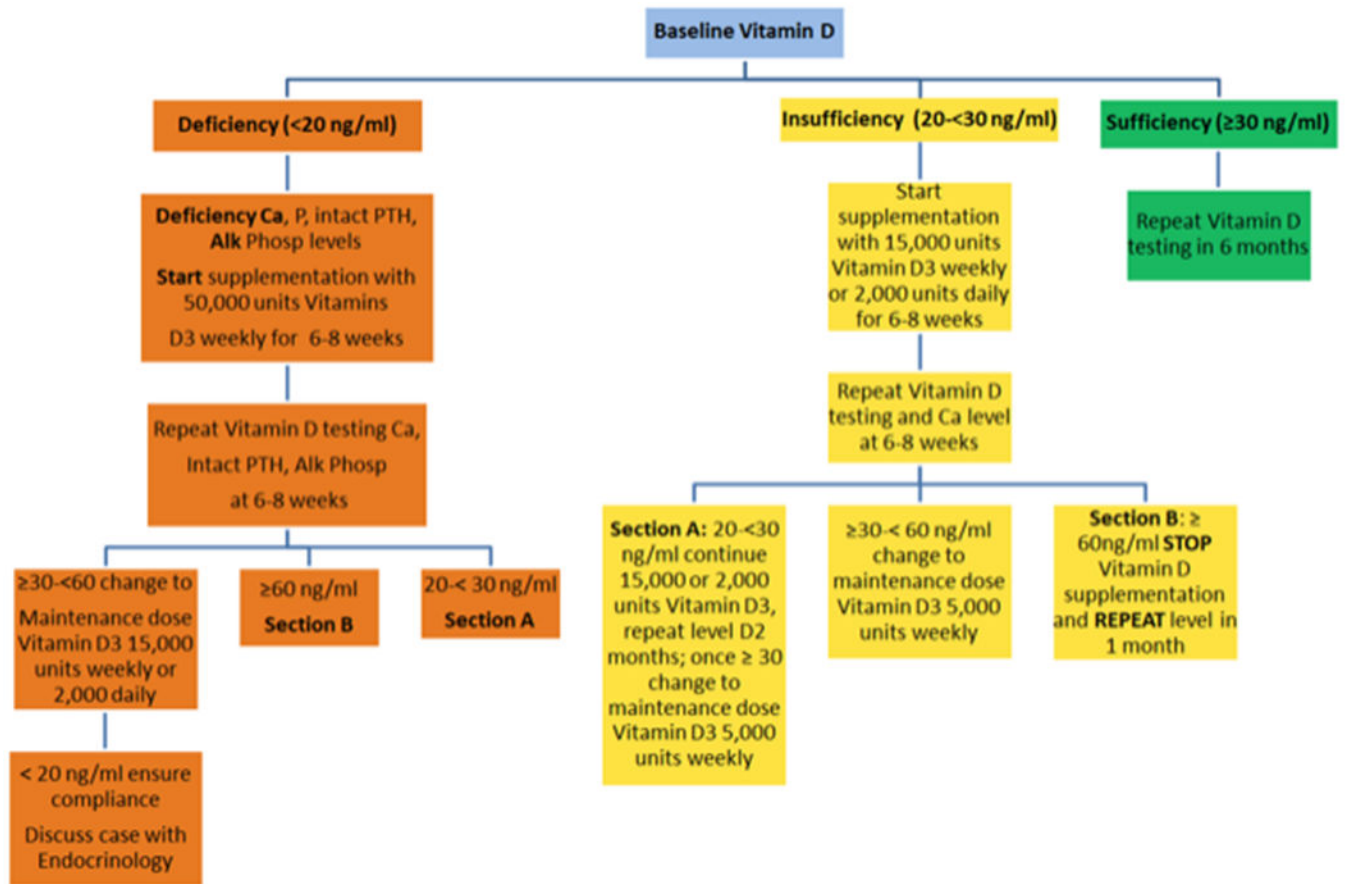 Baseline Vitamin D
Deficiency (<20 ng/ml)
Deficiency Ca, P, intact PTH,
Alk Phosp levels
Start supplementation with
50,000 units Vitamins
D3 weekly for 6-8 weeks
Repeat Vitamin D testing Ca,
Intact PTH, Alk Phosp
at 6-8 weeks
≥30-<60 change to
Maintenance dose
Vitamin D3 15,000
units weekly or
2,000 daily
< 20 ng/ml ensure
compliance
Discuss case with
Endocrinology
≥60 ng/ml
Section B
20-< 30 ng/ml
Section A
Insufficiency (20-<30 ng/ml)
Start
supplementation
with 15,000 units
Vitamin D3 weekly
or 2,000 units daily
for 6-8 weeks
Repeat Vitamin D
testing and Ca level
at 6-8 weeks
Section A: 20-<30
ng/ml continue
15,000 or 2,000
units Vitamin D3,
repeat level D2
months; once ≥ 30
change to
maintenance dose
Vitamin D3 5,000
units weekly
≥30-< 60 ng/ml
change to
maintenance dose
Vitamin D3 5,000
units weekly
Section B: ≥
60ng/ml STOP
Vitamin D
supplementation
and REPEAT level in
1 month
Sufficiency (≥30 ng/ml)
Repeat Vitamin D
testing in 6 months